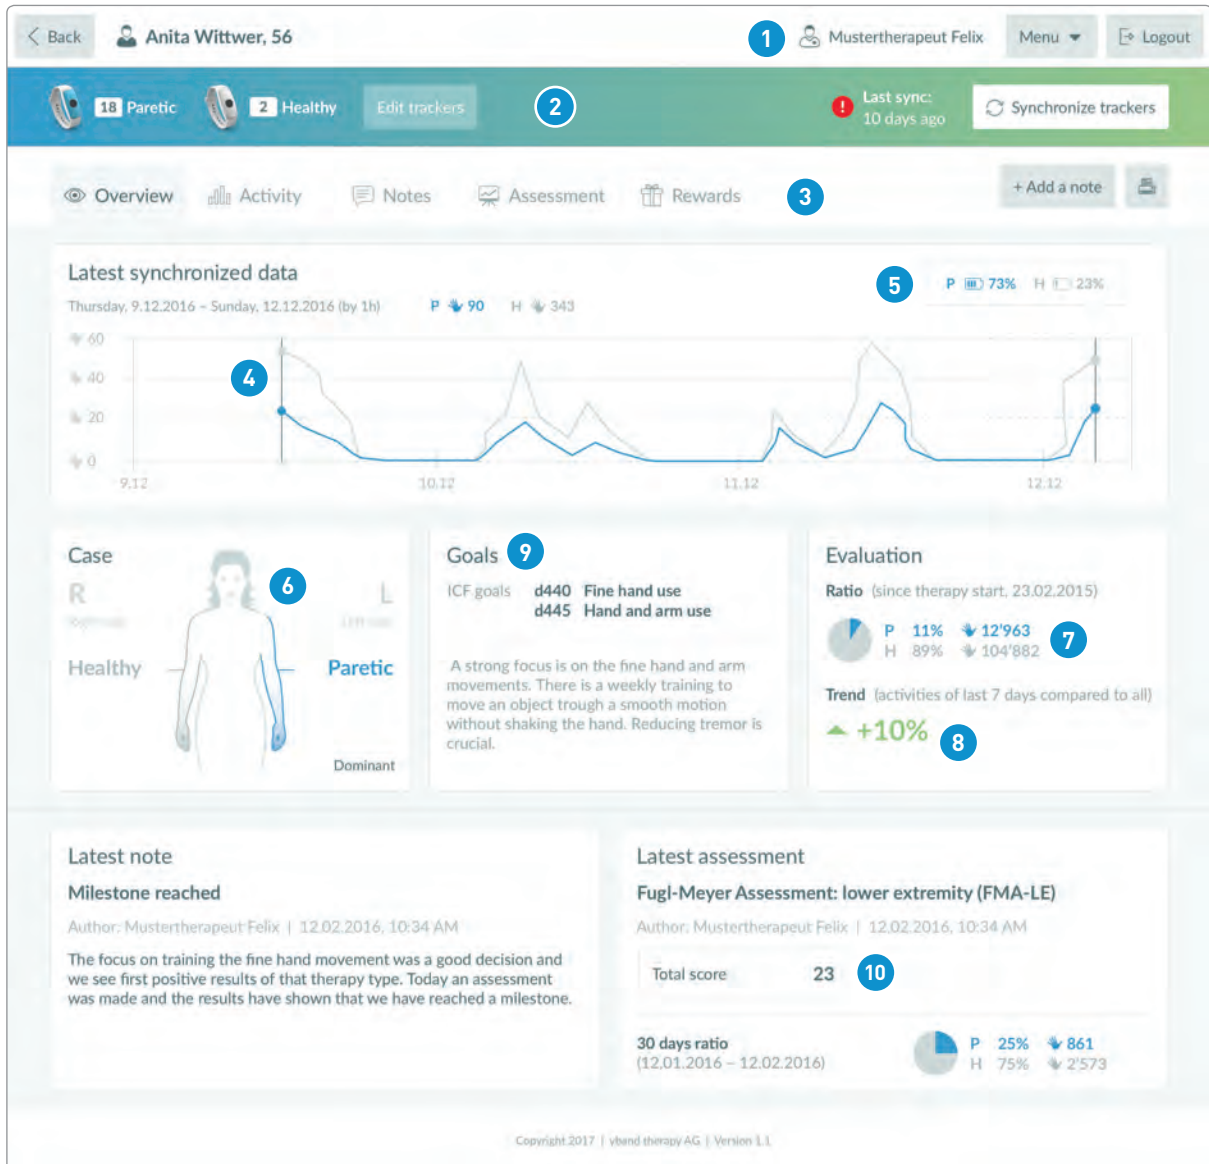 Back
Anita Wittwer, 56
1
Mustertherapeut Felix
Menu
Logout
18 Paretic
2 Healthy
Edit trackers
2
Last sync:
10 days ago
Synchronize trackers
Overview
Activity
Notes
Assessment
Rewards
3
+ Add a note
Latest synchronized data
5
P 73% H 23%
Thursday, 9.12.2016 – Sunday, 12.12.2016 (by 1h)
P 90 H 343
60
40
20
0
4
9.12
10.12
11.12
12.12
Case
6
R
L
Healthy
Paretic
Dominant
Goals
9
ICF goals
d440 Fine hand use
d445 Hand and arm use
A strong focus is on the fine hand and arm
movements. There is a weekly training to
move an object trough a smooth motion
without shaking the hand. Reducing tremor is
crucial.
Evaluation
Ratio (since therapy start, 23.02.2015)
P 11% 12'963
H 89% 104'882
7
Trend (activities of last 7 days compared to all)
+10%
8
Latest note
Milestone reached
Author: Mustertherapeut Felix | 12.02.2016, 10:34 AM
The focus on training the fine hand movement was a good decision and
we see first positive results of that therapy type. Today an assessment
was made and the results have shown that we have reached a milestone.
Latest assessment
Fugl-Meyer Assessment: lower extremity (FMA-LE)
Author: Mustertherapeut Felix | 12.02.2016, 10:34 AM
Total score 23
10
30 days ratio
(12.01.2016 – 12.02.2016)
P 25% 861
H 75% 2'573
Copyright 2017 | vband therapy AG | Version 1.1